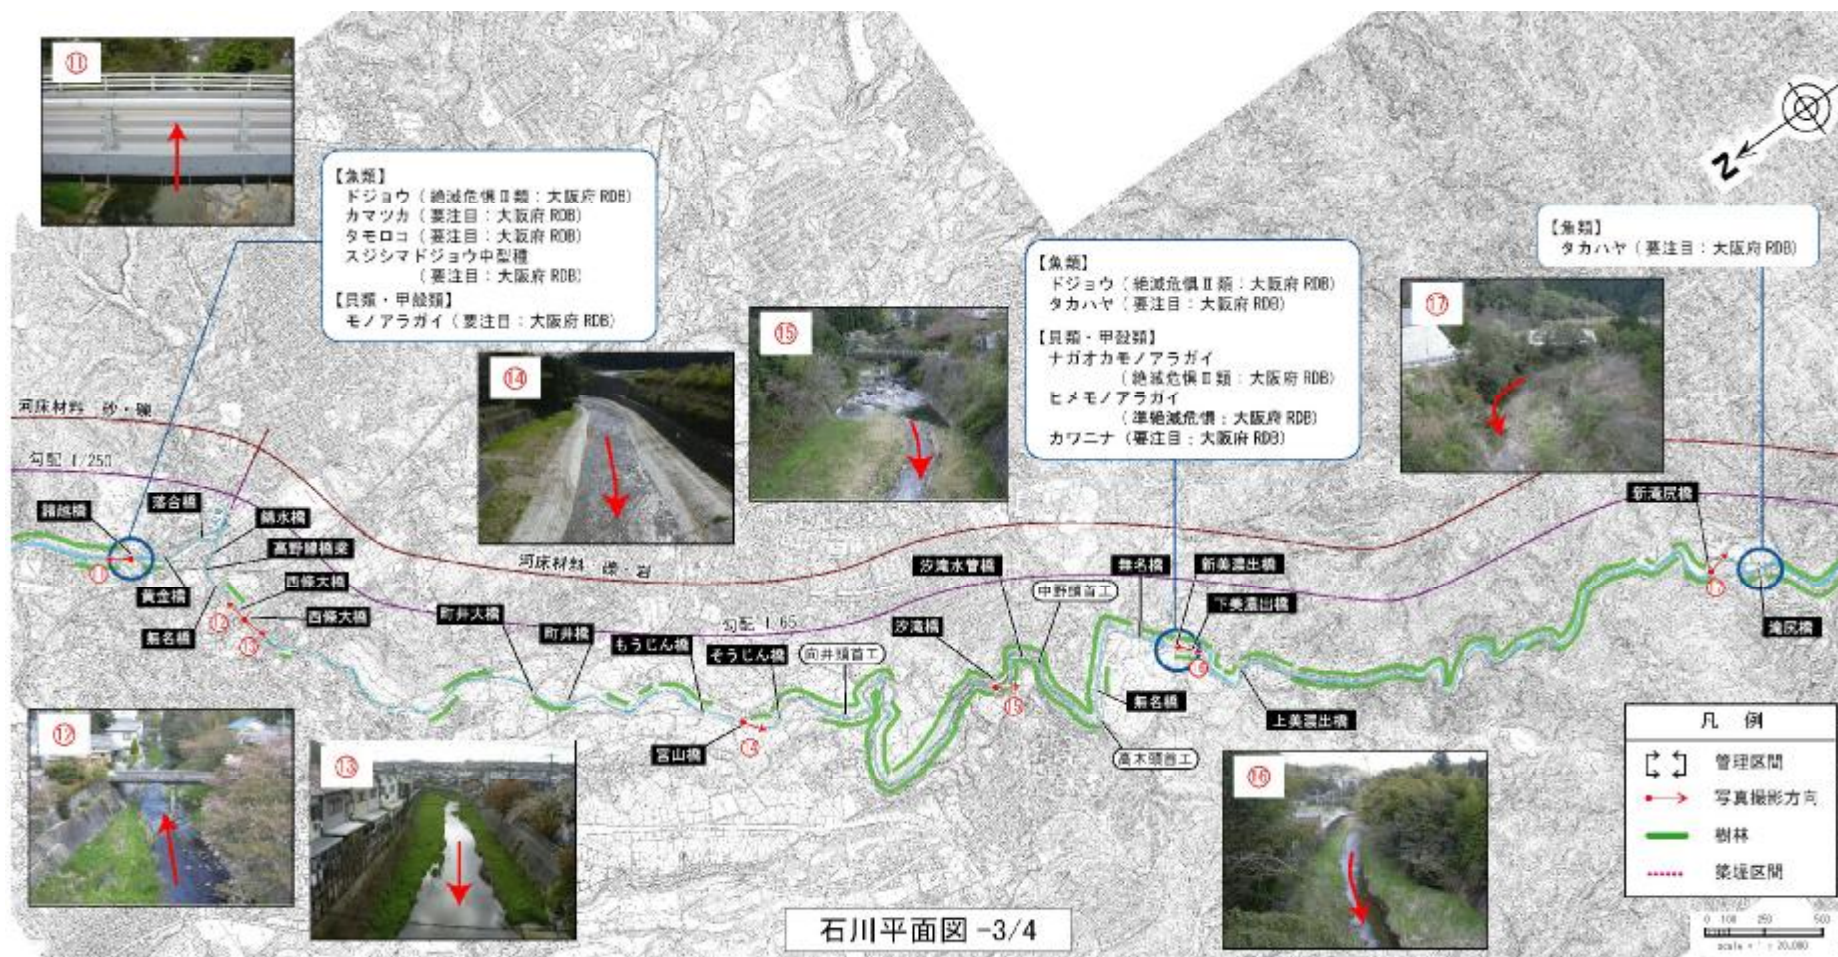 ⑪
【魚類】
ドジョウ（絶滅危惧Ⅱ類：大阪府RDB）
カマツカ（要注目：大阪府RDB）
タモロコ（要注目：大阪府RDB）
スジシマドジョウ中型種
（要注目：大阪府RDB）
【貝類・甲殻類】
モノアラガイ（要注目：大阪府RDB）
N
【魚類】
タカハヤ（要注目：大阪府RDB）
【魚類】
ドジョウ（絶滅危惧Ⅱ類：大阪府RDB）
タカハヤ（要注目：大阪府RDB）
【貝類・甲殻類】
ナガオカモノアラガイ
（絶滅危惧Ⅱ類：大阪府RDB）
ヒメモノアラガイ
（準絶滅危惧：大阪府RDB）
カワニナ（要注目：大阪府RDB）
⑭
⑮
⑰
河床材料 砂・礫
勾配 1/250
諸越橋
落合橋
錦水橋
高野線橋梁
黄金橋
無名橋
西條大橋
西條大橋
⑪
⑫
⑬
河床材料 礫・岩
勾配 1/65
町井大橋
町井橋
もうじん橋
そうじん橋
向井頭首工
宮山橋
⑭
汐滝橋
汐滝水管橋
中野頭首工
⑮
無名橋
新美濃出橋
下美濃出橋
無名橋
高木頭首工
⑯
上美濃出橋
新滝尻橋
⑰
滝尻橋
⑫
⑬
⑯
石川平面図-3/4
凡 例
管理区間
写真撮影方向
樹林
築堤区間
0 100 250 500
scale = 1 : 20,000